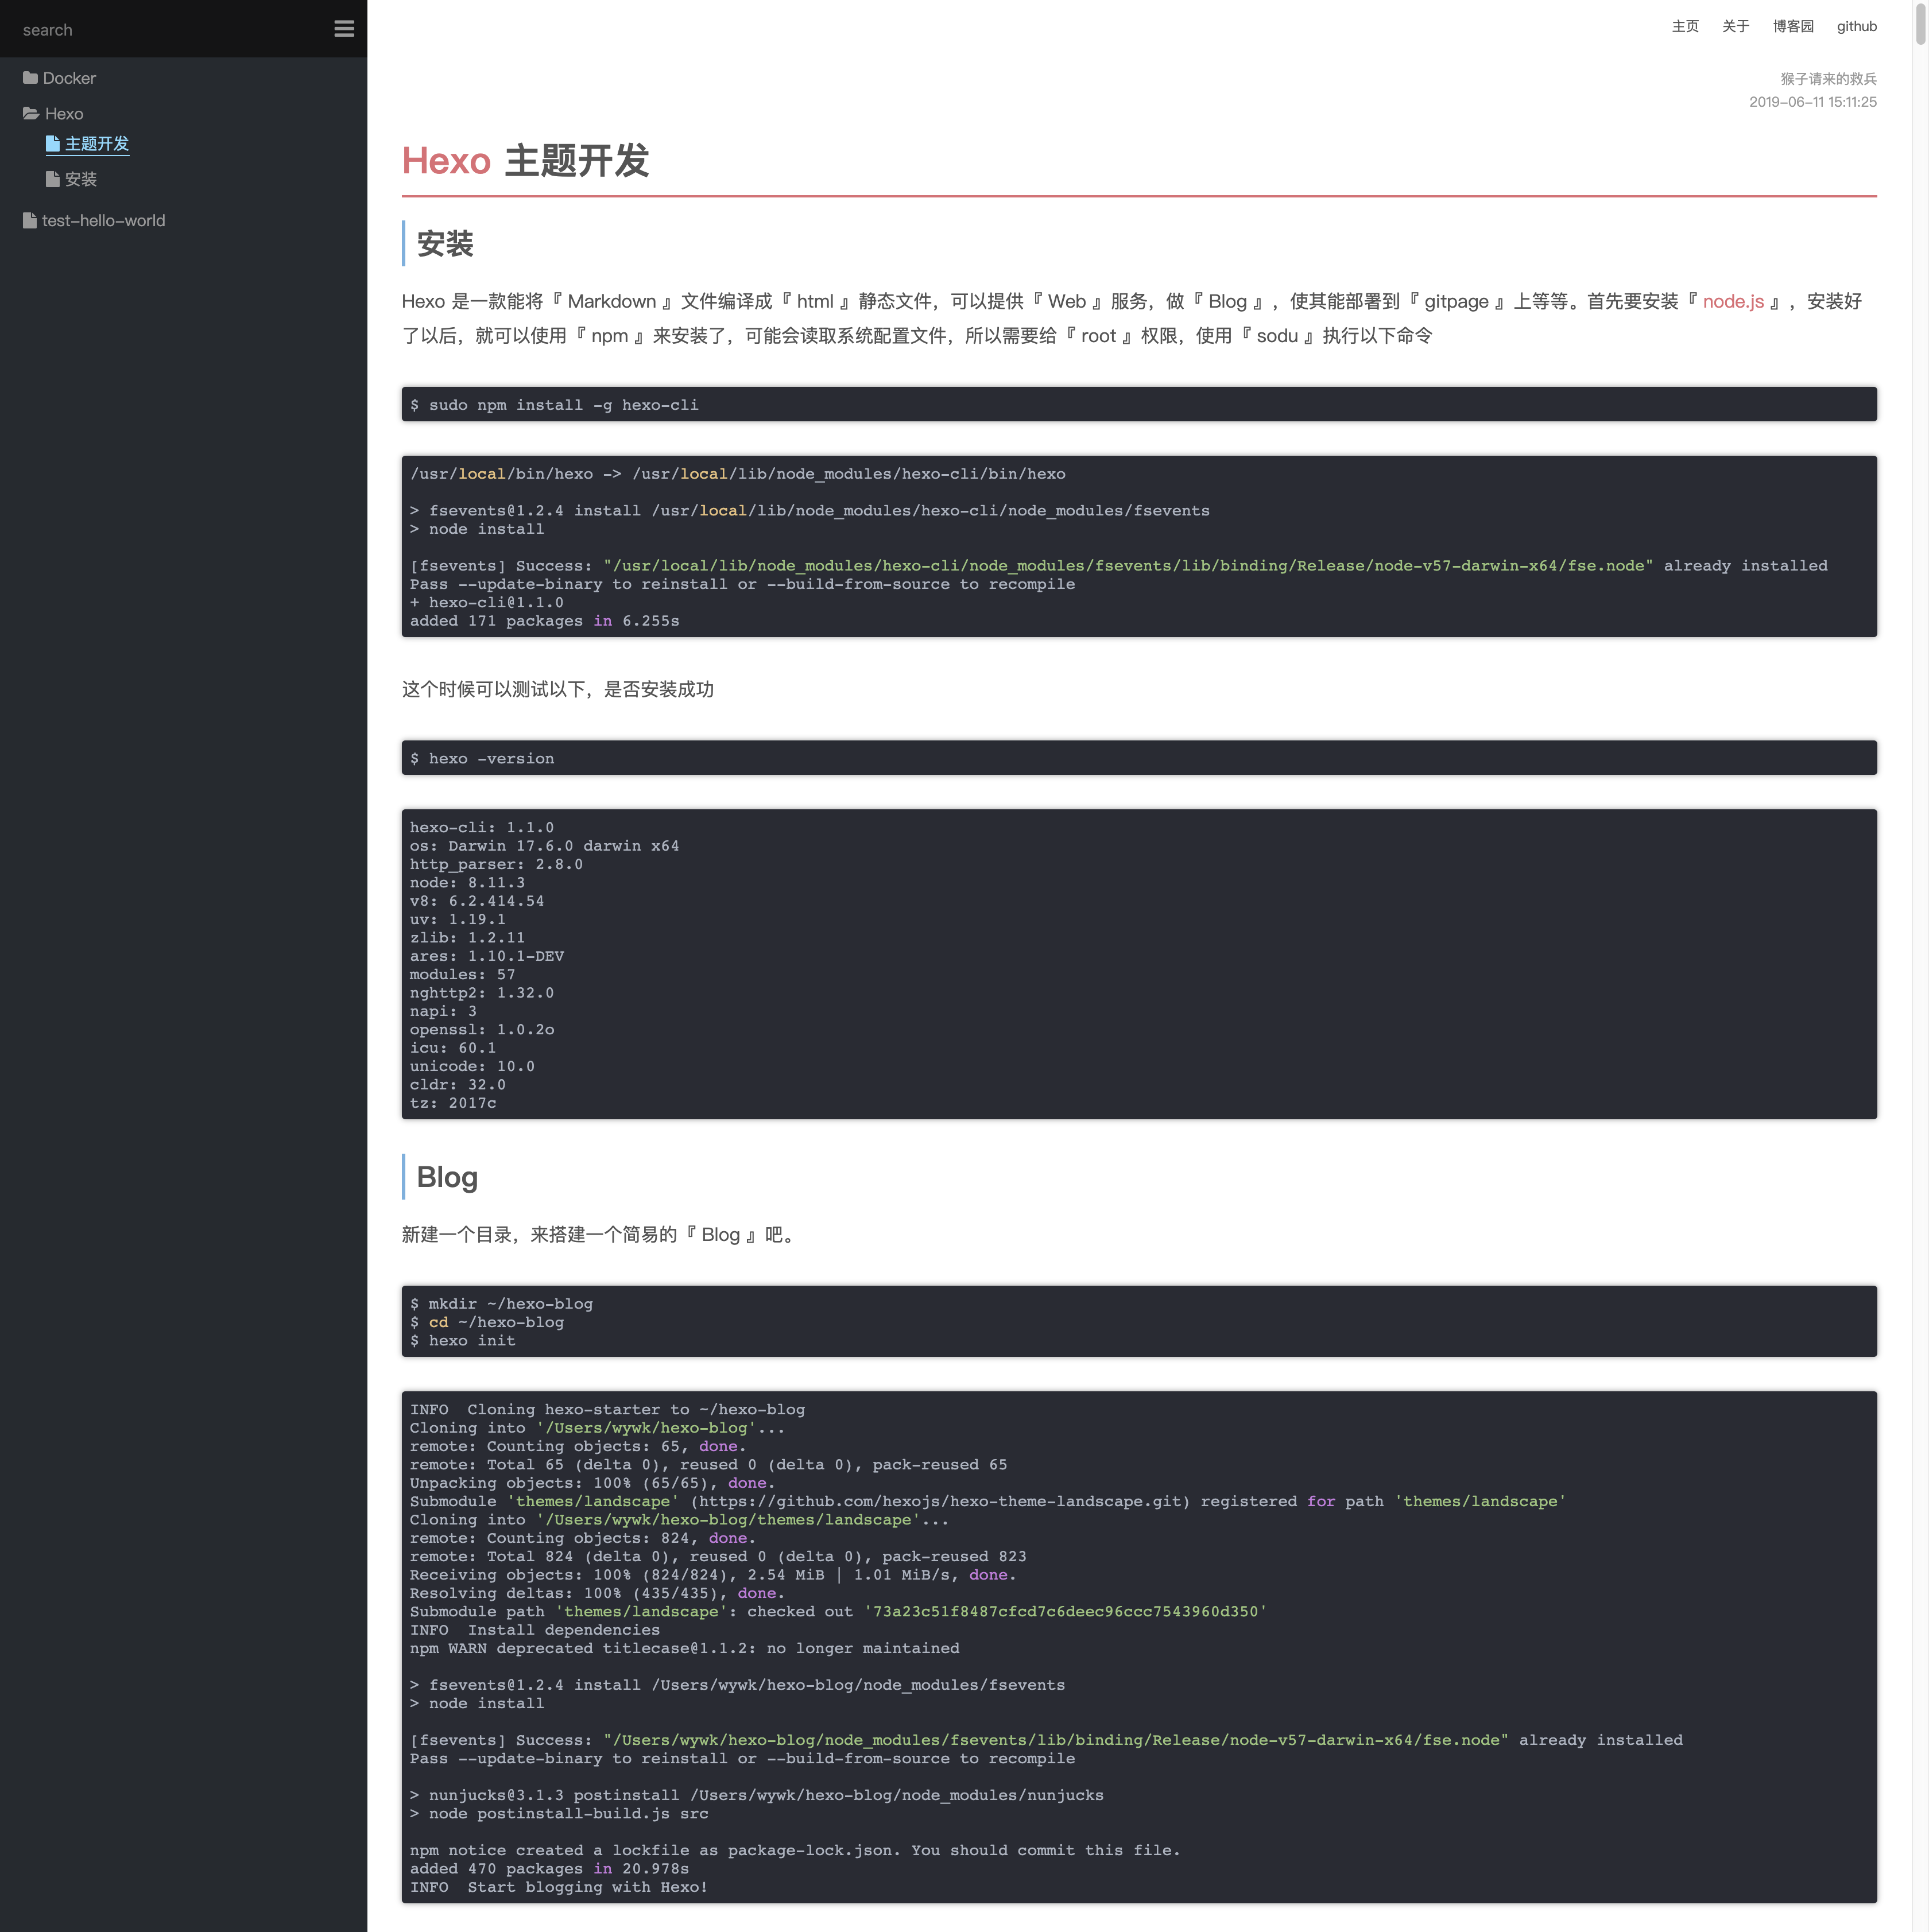 search
Docker
Hexo
主题开发
安装
test-hello-world
主页 关于 博客园 github
猴子请来的救兵
2019-06-11 15:11:25
Hexo 主题开发
安装
Hexo 是一款能将『 Markdown 』文件编译成『 html 』静态文件，可以提供『 Web 』服务，做『 Blog 』，使其能部署到『 gitpage 』上等等。首先要安装『 node.js 』，安装好
了以后，就可以使用『 npm 』来安装了，可能会读取系统配置文件，所以需要给『 root 』权限，使用『 sodu 』执行以下命令
$ sudo npm install -g hexo-cli
/usr/local/bin/hexo -> /usr/local/lib/node_modules/hexo-cli/bin/hexo
> fsevents@1.2.4 install /usr/local/lib/node_modules/hexo-cli/node_modules/fsevents
> node install
[fsevents] Success: "/usr/local/lib/node_modules/hexo-cli/node_modules/fsevents/lib/binding/Release/node-v57-darwin-x64/fse.node" already installed
Pass --update-binary to reinstall or --build-from-source to recompile
+ hexo-cli@1.1.0
added 171 packages in 6.255s
这个时候可以测试以下，是否安装成功
$ hexo -version
hexo-cli: 1.1.0
os: Darwin 17.6.0 darwin x64
http_parser: 2.8.0
node: 8.11.3
v8: 6.2.414.54
uv: 1.19.1
zlib: 1.2.11
ares: 1.10.1-DEV
modules: 57
nghttp2: 1.32.0
napi: 3
openssl: 1.0.2o
icu: 60.1
unicode: 10.0
cldr: 32.0
tz: 2017c
Blog
新建一个目录，来搭建一个简易的『 Blog 』吧。
$ mkdir ~/hexo-blog
$ cd ~/hexo-blog
$ hexo init
INFO  Cloning hexo-starter to ~/hexo-blog
Cloning into '/Users/wywk/hexo-blog'...
remote: Counting objects: 65, done.
remote: Total 65 (delta 0), reused 0 (delta 0), pack-reused 65
Unpacking objects: 100% (65/65), done.
Submodule 'themes/landscape' (https://github.com/hexojs/hexo-theme-landscape.git) registered for path 'themes/landscape'
Cloning into '/Users/wywk/hexo-blog/themes/landscape'...
remote: Counting objects: 824, done.
remote: Total 824 (delta 0), reused 0 (delta 0), pack-reused 823
Receiving objects: 100% (824/824), 2.54 MiB | 1.01 MiB/s, done.
Resolving deltas: 100% (435/435), done.
Submodule path 'themes/landscape': checked out '73a23c51f8487cfcd7c6deec96ccc7543960d350'
INFO  Install dependencies
npm WARN deprecated titlecase@1.1.2: no longer maintained
> fsevents@1.2.4 install /Users/wywk/hexo-blog/node_modules/fsevents
> node install
[fsevents] Success: "/Users/wywk/hexo-blog/node_modules/fsevents/lib/binding/Release/node-v57-darwin-x64/fse.node" already installed
Pass --update-binary to reinstall or --build-from-source to recompile
> nunjucks@3.1.3 postinstall /Users/wywk/hexo-blog/node_modules/nunjucks
> node postinstall-build.js src
npm notice created a lockfile as package-lock.json. You should commit this file.
added 470 packages in 20.978s
INFO  Start blogging with Hexo!